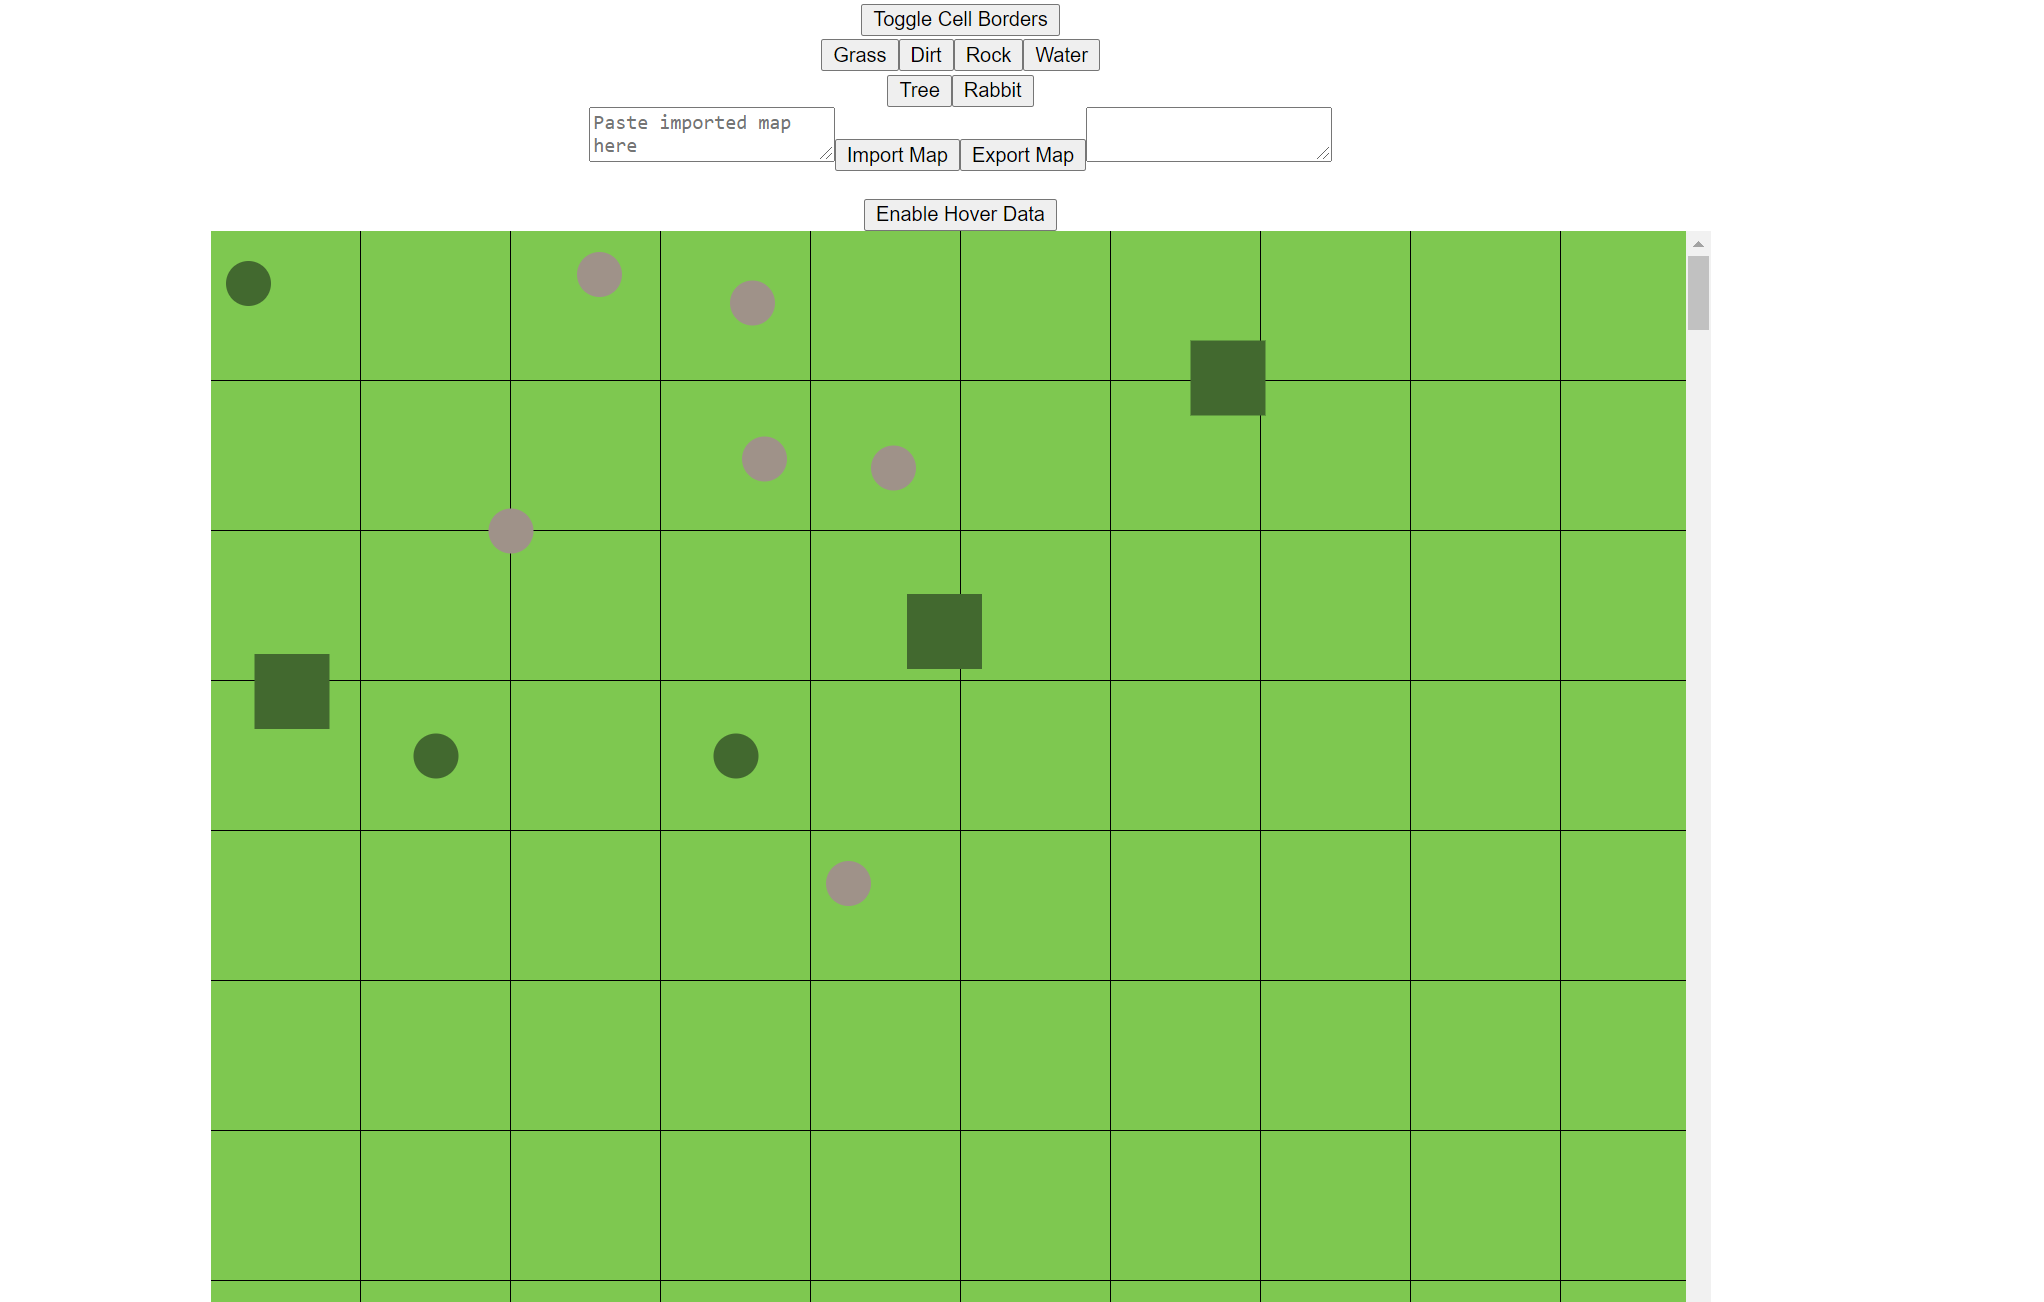 Toggle Cell Borders
Grass Dirt Rock Water
Tree Rabbit
Paste imported map
here
Import Map Export Map
Enable Hover Data